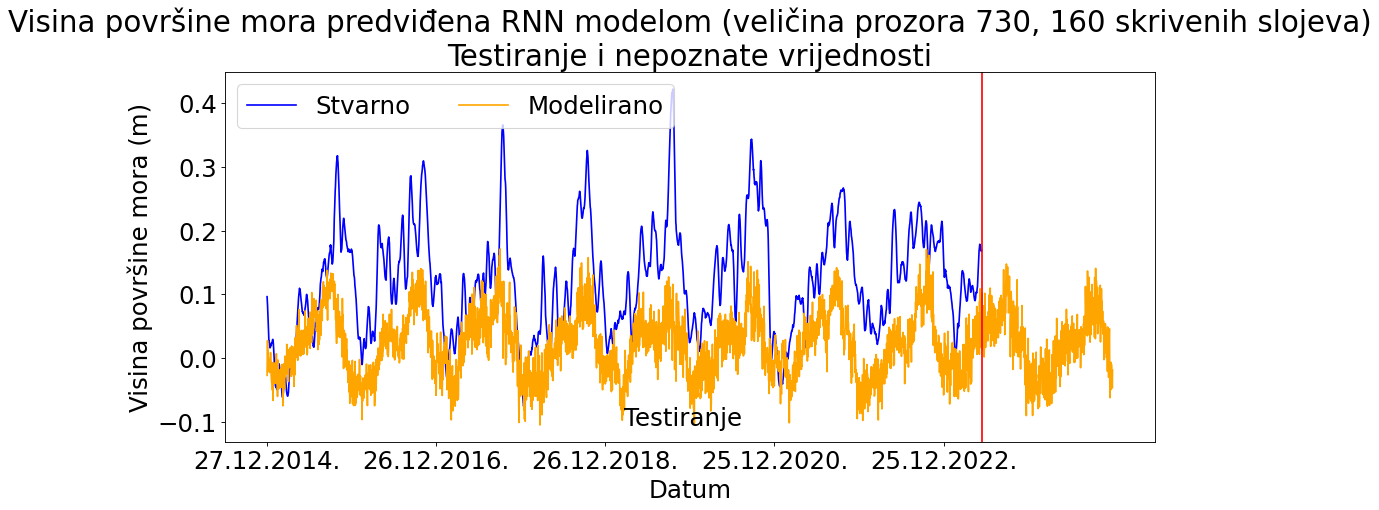 Visina površine mora predviđena RNN modelom (veličina prozora 730, 160 skrivenih slojeva)
Testiranje i nepoznate vrijednosti
Stvarno Modelirano
Visina površine mora (m)
0.4
0.3
0.2
0.1
0.0
−0.1
Testiranje
27.12.2014. 26.12.2016. 26.12.2018. 25.12.2020. 25.12.2022.
Datum